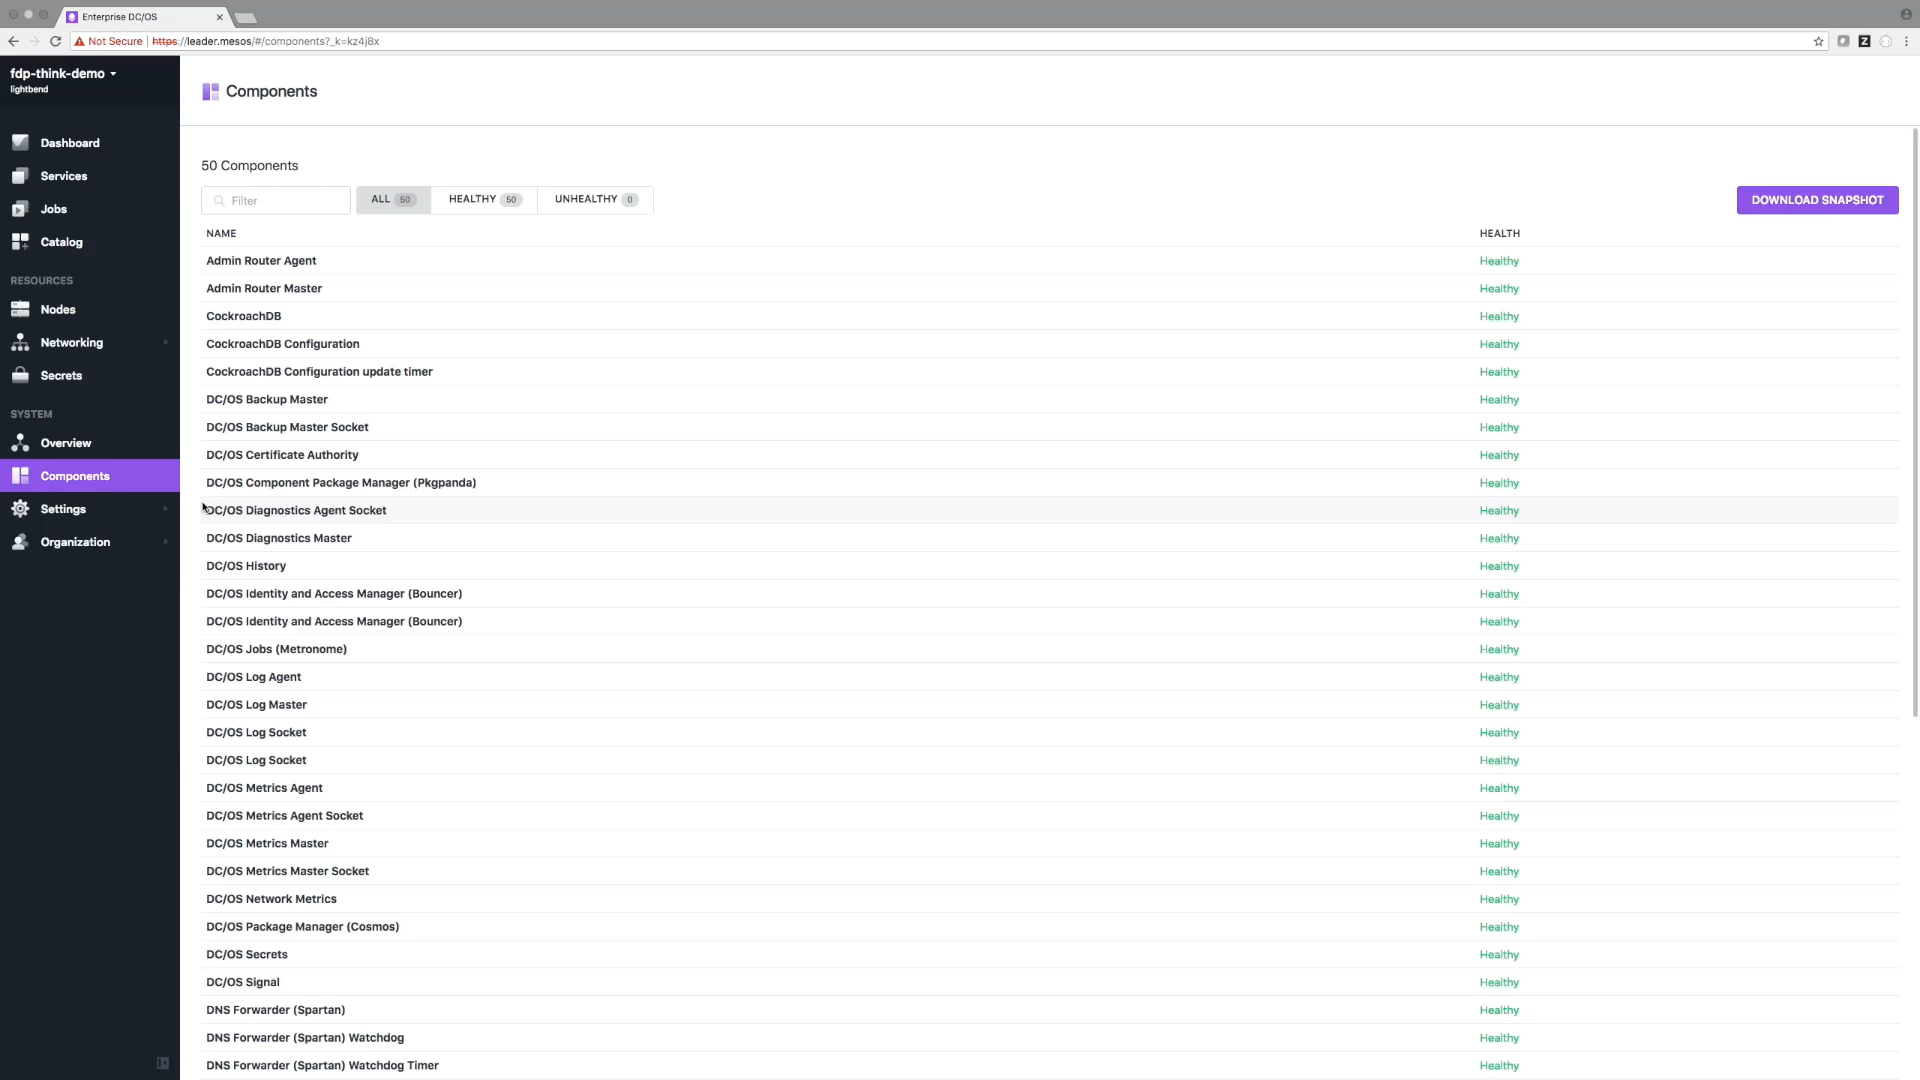 Enterprise DC/OS
Not Secure | https://leader.mesos/#/components?_k=kz4j8x
fdp-think-demo
lightbend
Dashboard
Services
Jobs
Catalog
RESOURCES
Nodes
Networking
Secrets
SYSTEM
Overview
Components
Settings
Organization
Components
50 Components
Filter
ALL 50
HEALTHY 50
UNHEALTHY 0
DOWNLOAD SNAPSHOT
NAME HEALTH
Admin Router Agent Healthy
Admin Router Master Healthy
CockroachDB Healthy
CockroachDB Configuration Healthy
CockroachDB Configuration update timer Healthy
DC/OS Backup Master Healthy
DC/OS Backup Master Socket Healthy
DC/OS Certificate Authority Healthy
DC/OS Component Package Manager (Pkgpanda) Healthy
DC/OS Diagnostics Agent Socket Healthy
DC/OS Diagnostics Master Healthy
DC/OS History Healthy
DC/OS Identity and Access Manager (Bouncer) Healthy
DC/OS Identity and Access Manager (Bouncer) Healthy
DC/OS Jobs (Metronome) Healthy
DC/OS Log Agent Healthy
DC/OS Log Master Healthy
DC/OS Log Socket Healthy
DC/OS Log Socket Healthy
DC/OS Metrics Agent Healthy
DC/OS Metrics Agent Socket Healthy
DC/OS Metrics Master Healthy
DC/OS Metrics Master Socket Healthy
DC/OS Network Metrics Healthy
DC/OS Package Manager (Cosmos) Healthy
DC/OS Secrets Healthy
DC/OS Signal Healthy
DNS Forwarder (Spartan) Healthy
DNS Forwarder (Spartan) Watchdog Healthy
DNS Forwarder (Spartan) Watchdog Timer Healthy